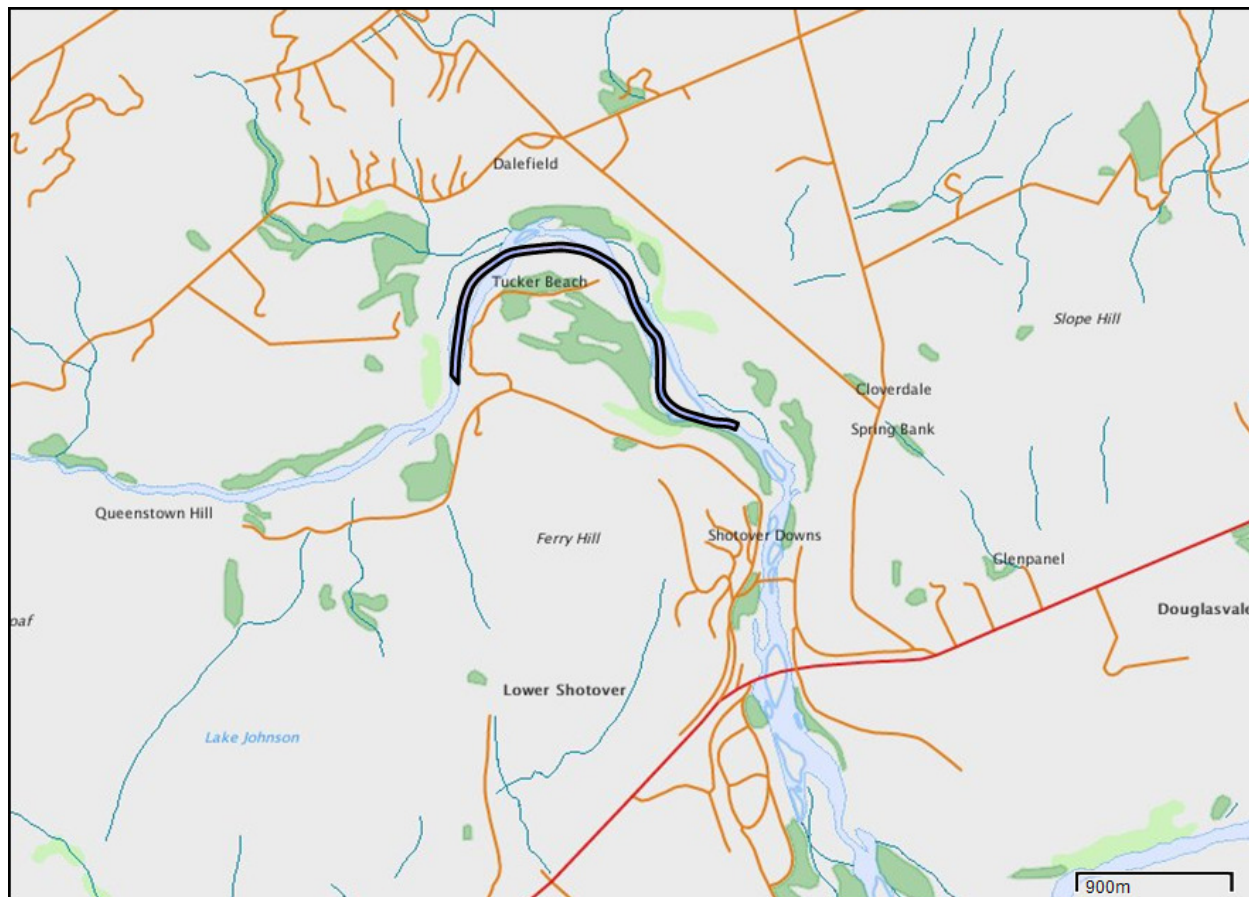 Dalefield
Tucker Beach
Slope Hill
Cloverdale
Spring Bank
Queenstown Hill
Ferry Hill
Shotover Downs
Glenpanel
Douglasvale
oaf
Lower Shotover
Lake Johnson
900m